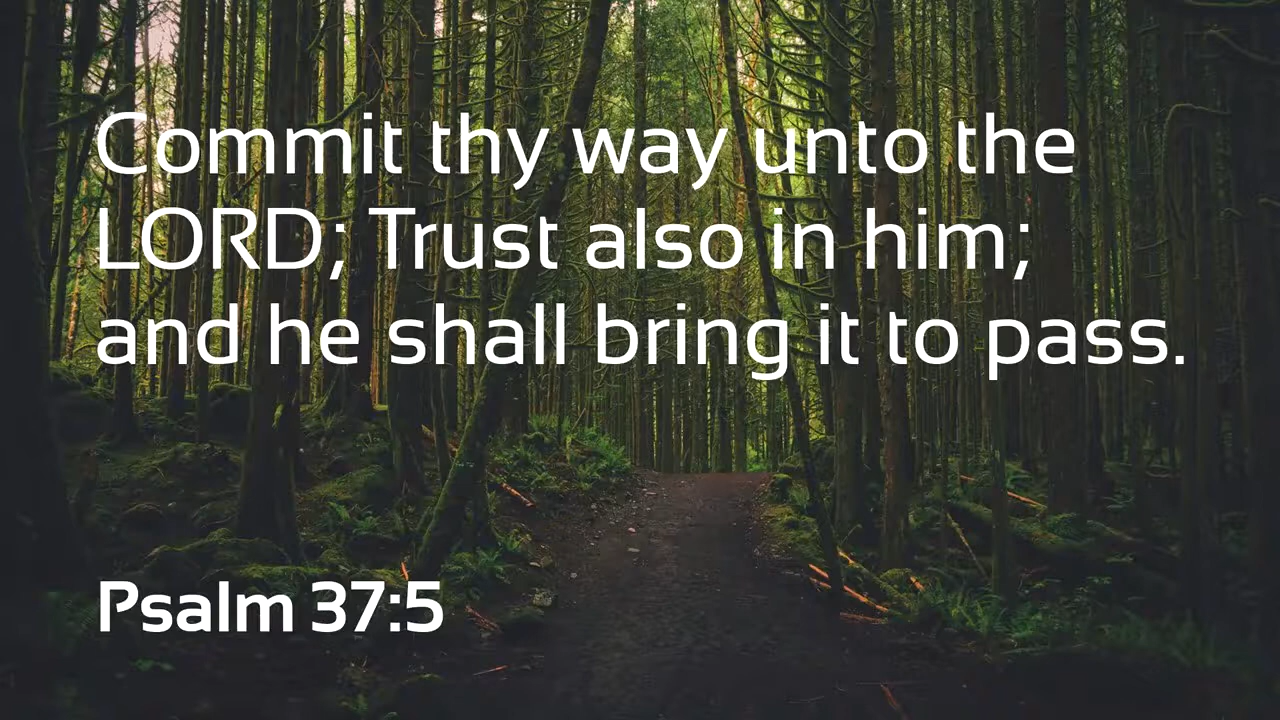 Commit thy way unto the
LORD; Trust also in him;
and he shall bring it to pass.
Psalm 37:5